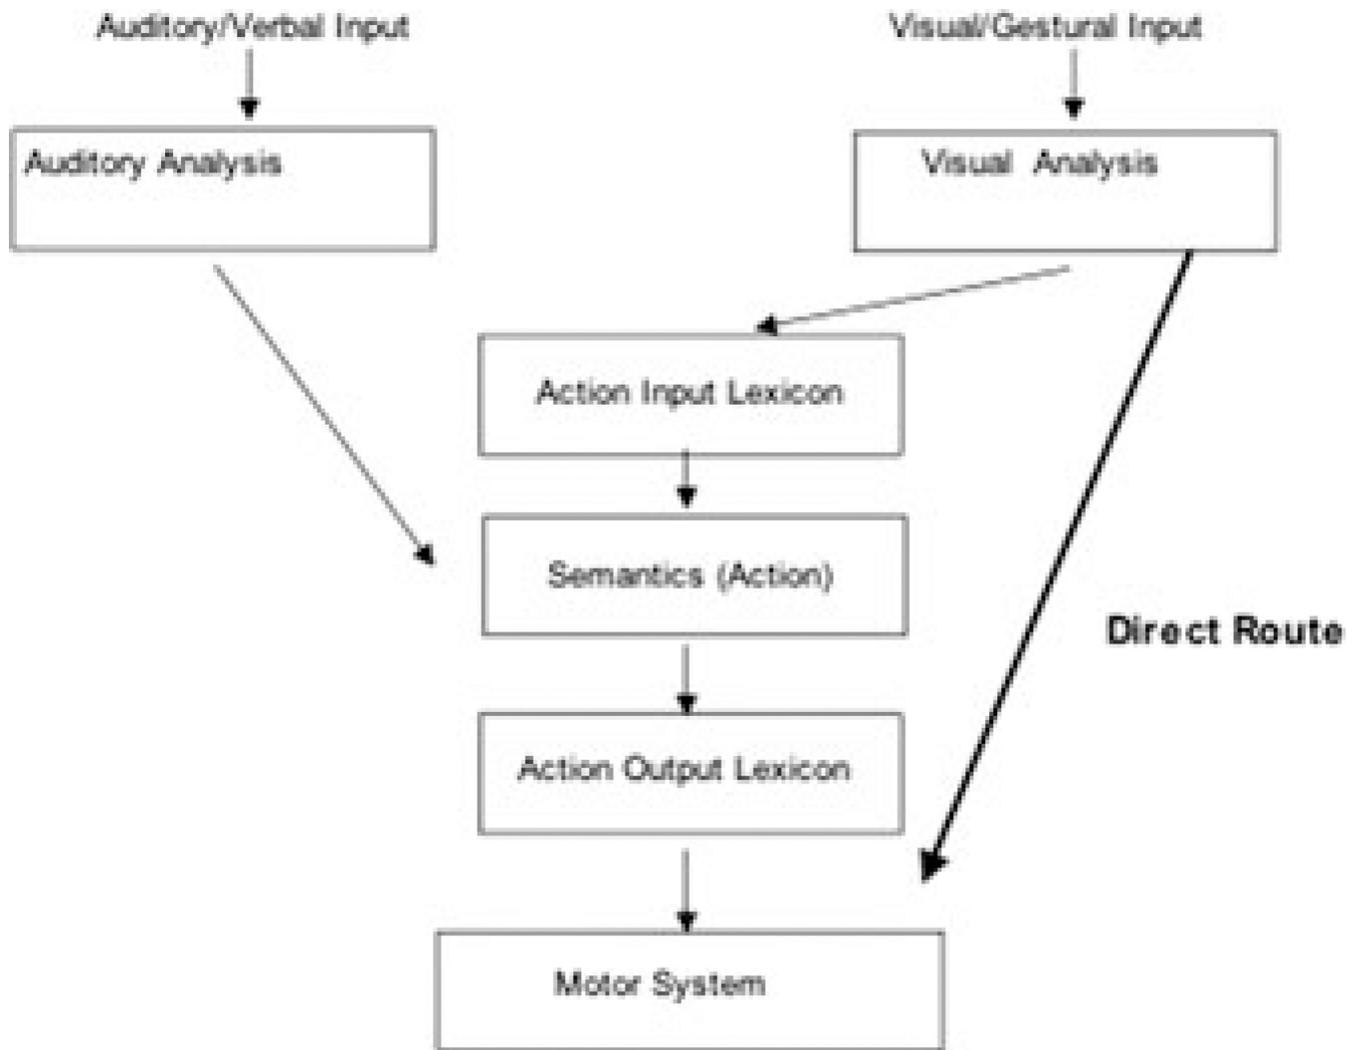 Auditory/Verbal Input
Visual/Gestural Input
Auditory Analysis
Visual Analysis
Action Input Lexicon
Semantics (Action)
Direct Route
Action Output Lexicon
Motor System